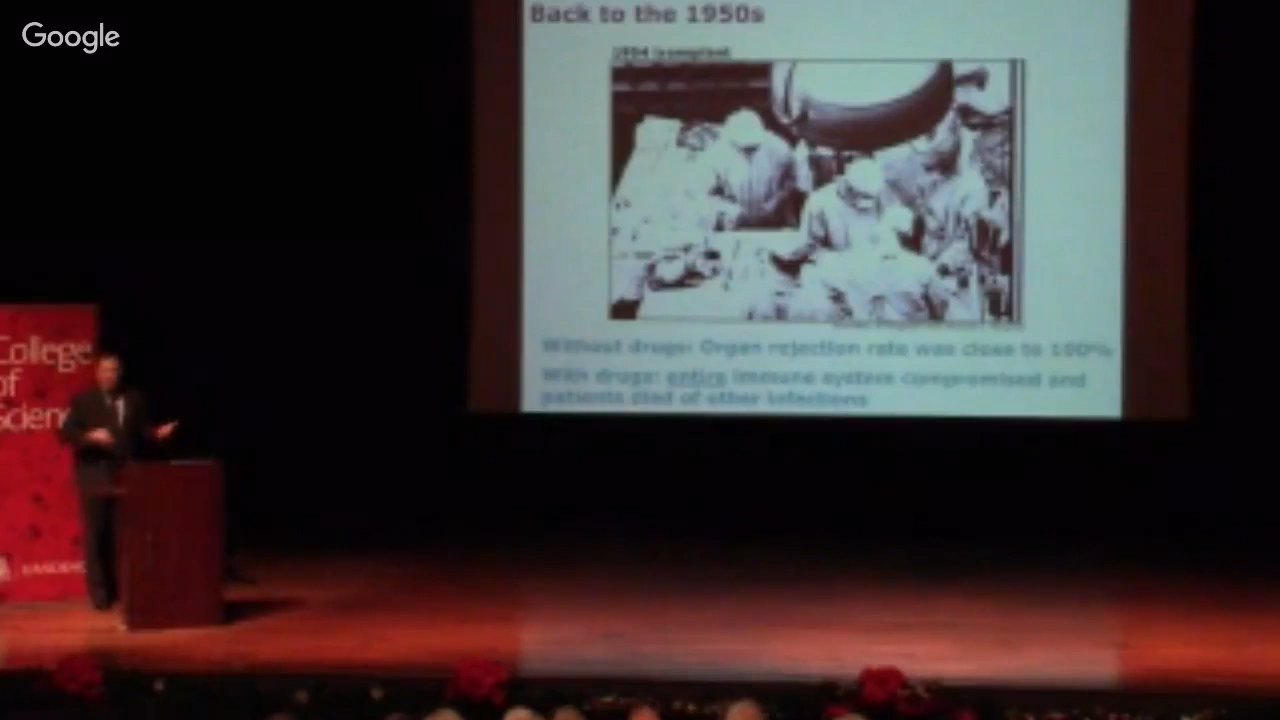 Google
Back to the 1950s
College
of
Scien
Without drugs: Organ rejection rate was close to 100%
With drugs: entire immune system compromised and
patients died of other infections